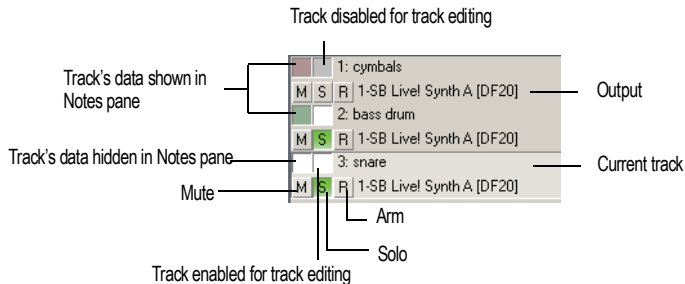 Track disabled for track editing
1: cymbals
Track's data shown in
Notes pane
M S R 1-SB Live! Synth A [DF20]
Output
2: bass drum
M S R 1-SB Live! Synth A [DF20]
Track's data hidden in Notes pane
3: snare
Current track
Mute
M S R 1-SB Live! Synth A [DF20]
Arm
Solo
Track enabled for track editing